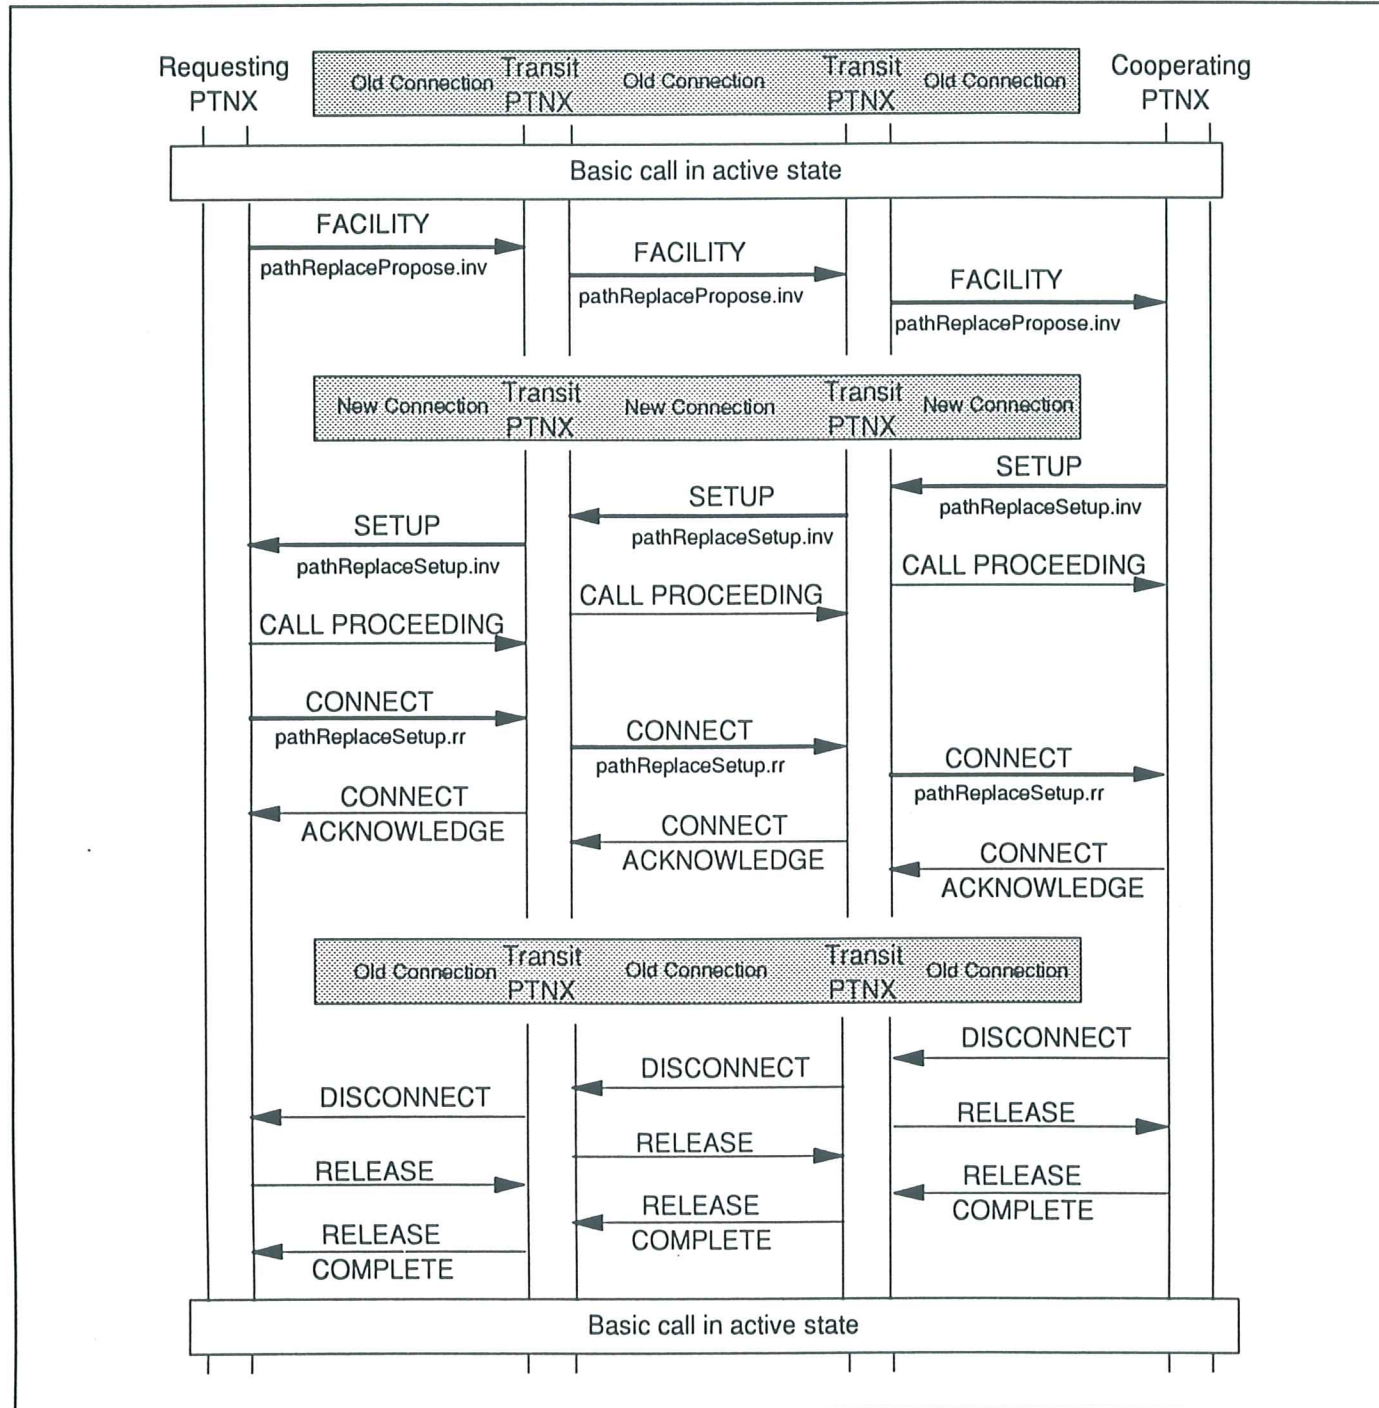 Requesting
PTNX
Old Connection
Transit
PTNX
Old Connection
Transit
PTNX
Old Connection
Cooperating
PTNX
Basic call in active state
FACILITY
pathReplacePropose.inv
FACILITY
pathReplacePropose.inv
FACILITY
pathReplacePropose.inv
New Connection
Transit
PTNX
New Connection
Transit
PTNX
New Connection
SETUP
pathReplaceSetup.inv
SETUP
pathReplaceSetup.inv
SETUP
pathReplaceSetup.inv
CALL PROCEEDING
CALL PROCEEDING
CALL PROCEEDING
CONNECT
pathReplaceSetup.rr
CONNECT
pathReplaceSetup.rr
CONNECT
pathReplaceSetup.rr
CONNECT
ACKNOWLEDGE
CONNECT
ACKNOWLEDGE
CONNECT
ACKNOWLEDGE
Old Connection
Transit
PTNX
Old Connection
Transit
PTNX
Old Connection
DISCONNECT
DISCONNECT
DISCONNECT
RELEASE
RELEASE
RELEASE
RELEASE
COMPLETE
RELEASE
COMPLETE
RELEASE
COMPLETE
Basic call in active state